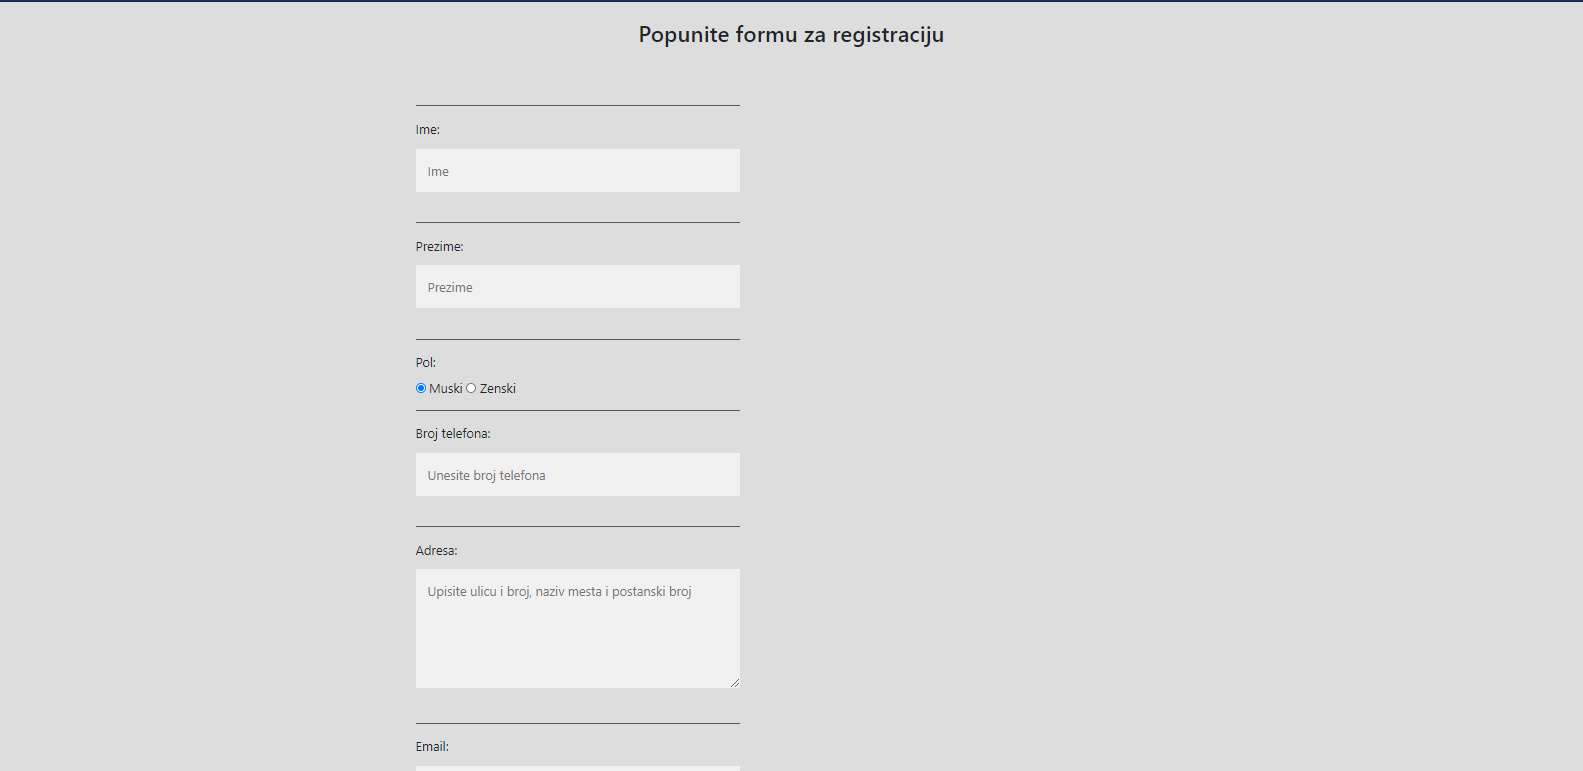 Popunite formu za registraciju
Ime:
Ime
Prezime:
Prezime
Pol:
Muski Zenski
Broj telefona:
Unesite broj telefona
Adresa:
Upisite ulicu i broj, naziv mesta i postanski broj
Email: